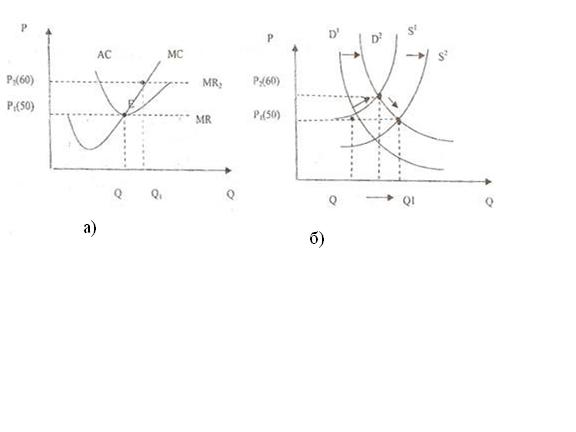 P
AC
MC
P₂(60)
MR₂
E
P₁(50)
MR
Q
Q₁
Q
а)
P
D¹
D²
S¹
S²
P₂(60)
P₁(50)
Q
Q1
Q
б)